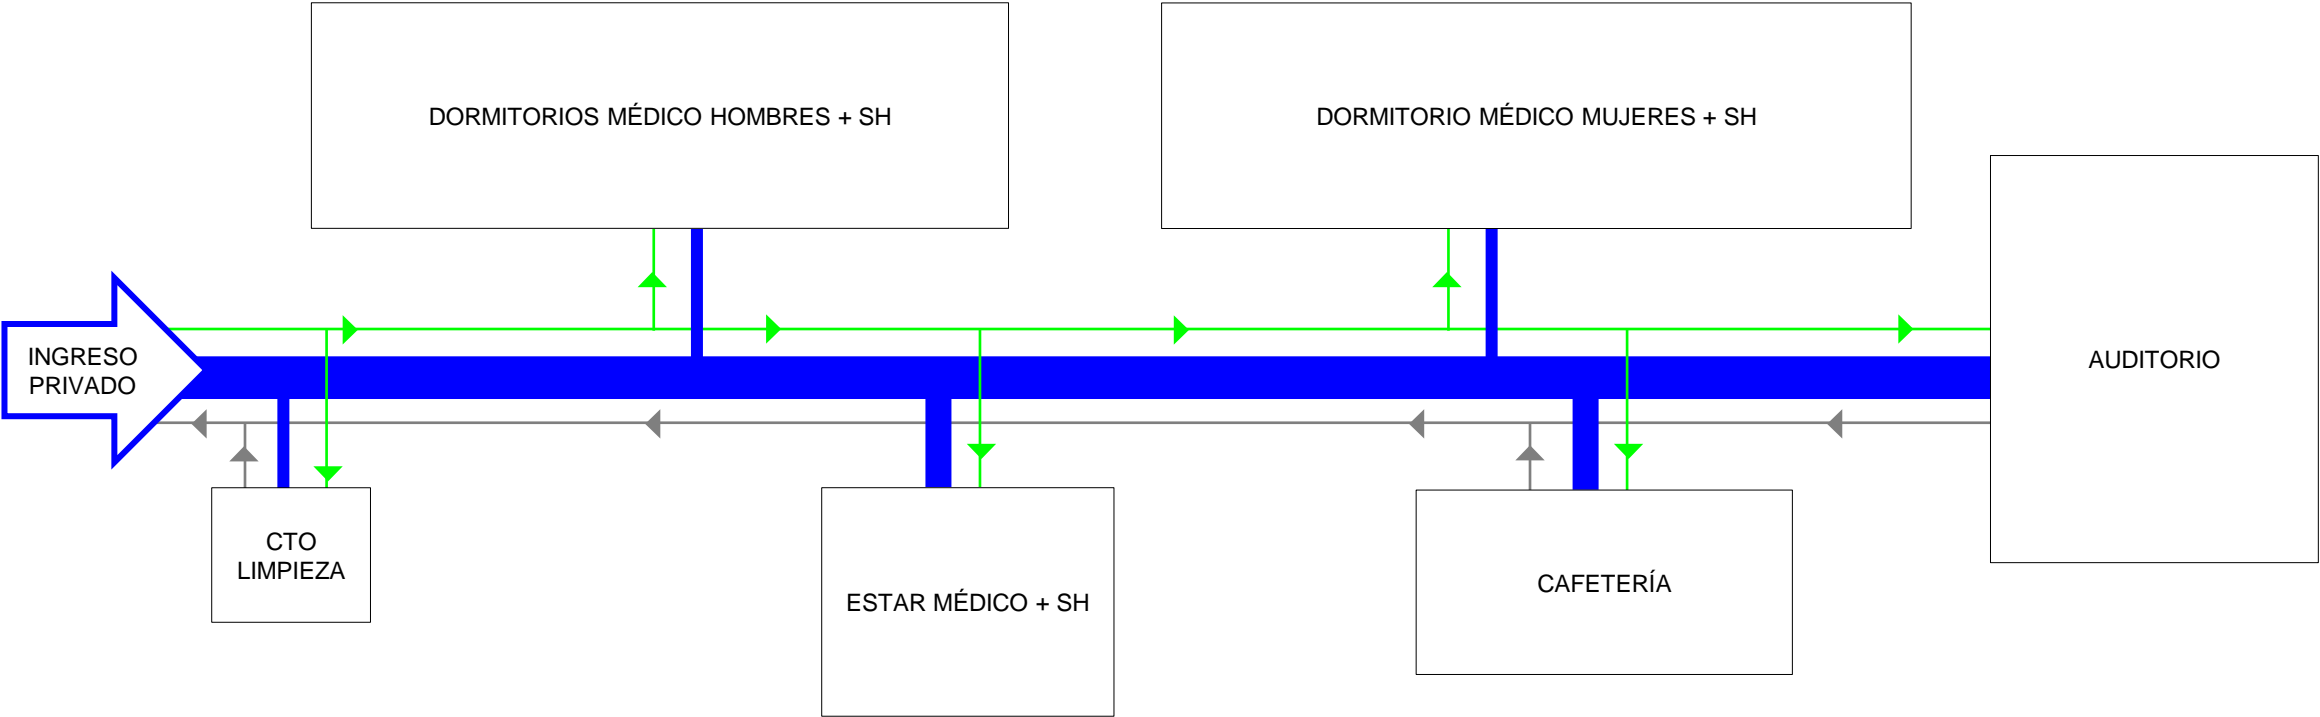 DORMITORIOS MÉDICO HOMBRES + SH
DORMITORIO MÉDICO MUJERES + SH
INGRESO
PRIVADO
AUDITORIO
CTO
LIMPIEZA
ESTAR MÉDICO + SH
CAFETERÍA